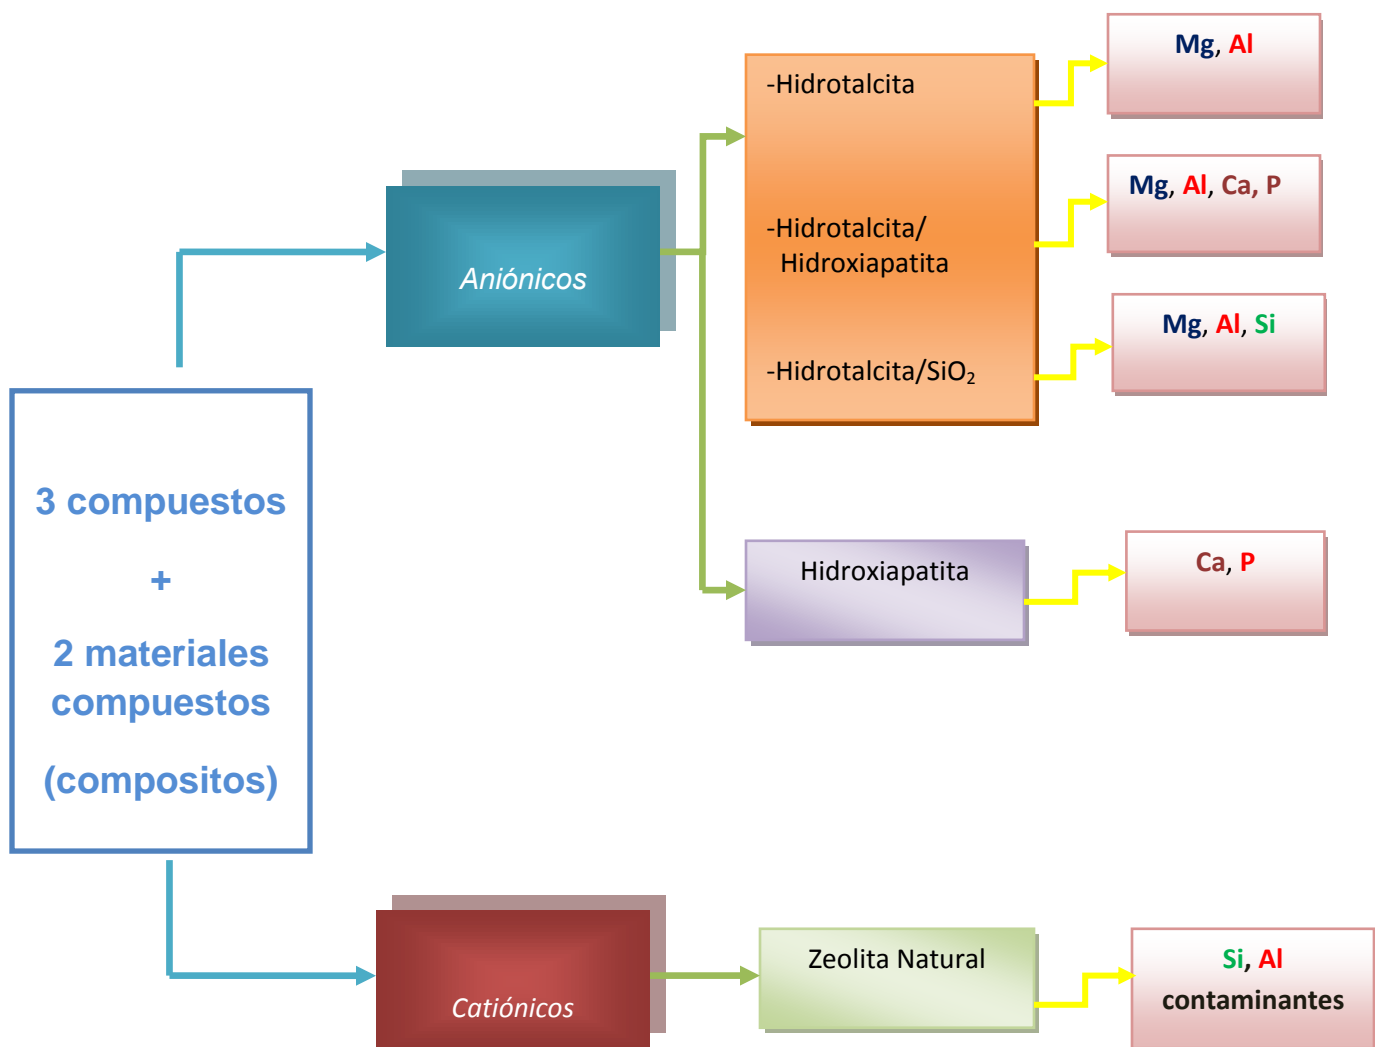 3 compuestos
+
2 materiales
compuestos
(compositos)
Aniónicos
-Hidrotalcita
-Hidrotalcita/
Hidroxiapatita
-Hidrotalcita/SiO₂
Mg, Al
Mg, Al, Ca, P
Mg, Al, Si
Hidroxiapatita
Ca, P
Catiónicos
Zeolita Natural
Si, Al
contaminantes